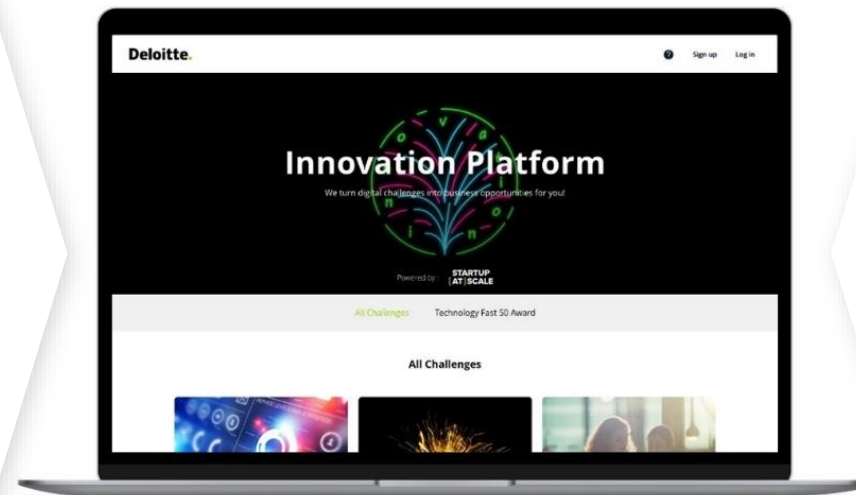 Deloitte.
? Sign up Log in
Innovation Platform
We turn digital challenges into business opportunities for you!
innovation
Powered by :
STARTUP
[AT]SCALE
All Challenges Technology Fast 50 Award
All Challenges